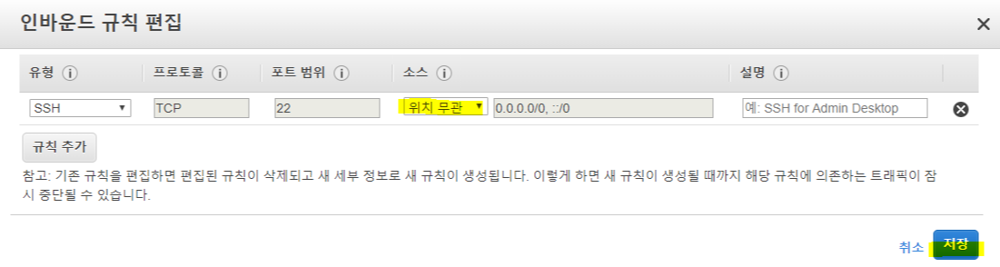 인바운드 규칙 편집
유형 프로토콜 포트 범위 소스 설명
SSH TCP 22 위치 무관 0.0.0.0/0, ::/0 예: SSH for Admin Desktop
규칙 추가
참고: 기존 규칙을 편집하면 편집된 규칙이 삭제되고 새 세부 정보로 새 규칙이 생성됩니다. 이렇게 하면 새 규칙이 생성될 때까지 해당 규칙에 의존하는 트래픽이 잠
시 중단될 수 있습니다.
취소 저장